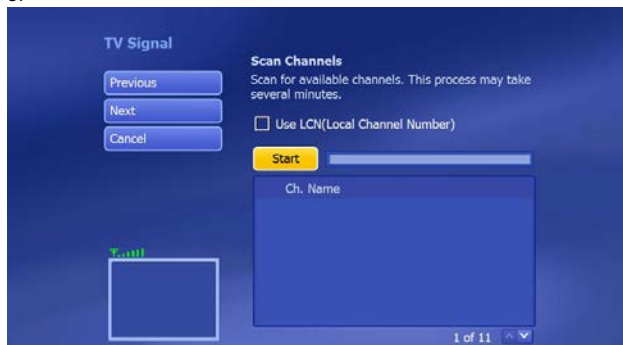 TV Signal
Previous
Next
Cancel
Scan Channels
Scan for available channels. This process may take
several minutes.
Use LCN(Local Channel Number)
Start
Ch. Name
1 of 11